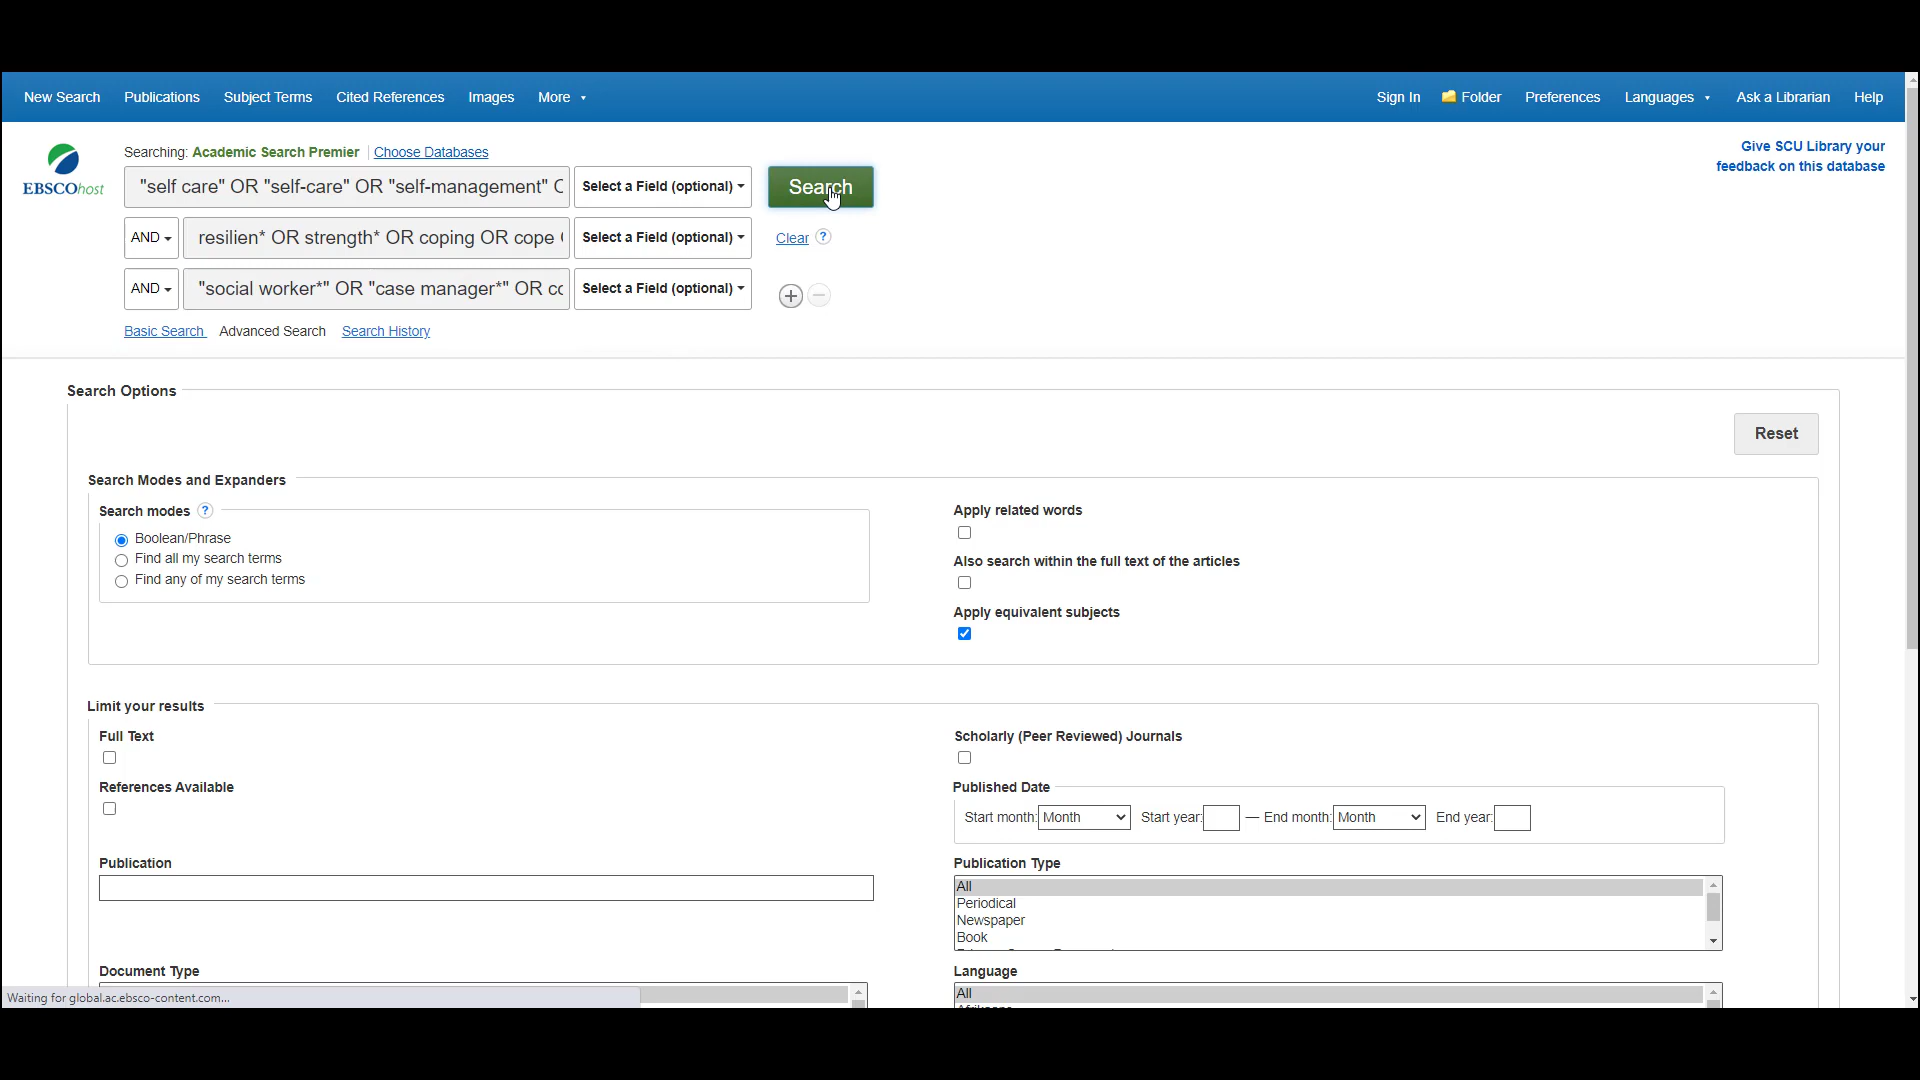 New Search Publications Subject Terms Cited References Images More Sign In Folder Preferences Languages Ask a Librarian Help
Searching: Academic Search Premier Choose Databases
Give SCU Library your
feedback on this database
EBSCOhost
"self care" OR "self-care" OR "self-management" Select a Field (optional) Search
AND resilien* OR strength* OR coping OR cope Select a Field (optional) Clear ?
AND "social worker*" OR "case manager*" OR Select a Field (optional)
Basic Search Advanced Search Search History
Search Options
Reset
Search Modes and Expanders
Search modes ?
Boolean/Phrase
Find all my search terms
Find any of my search terms
Apply related words
Also search within the full text of the articles
Apply equivalent subjects
Limit your results
Full Text
Scholarly (Peer Reviewed) Journals
References Available
Published Date
Start month: Month Start year: — End month: Month End year:
Publication
Publication Type
All
Periodical
Newspaper
Book
Document Type
Language
All
Waiting for global.ac.ebsco-content.com...